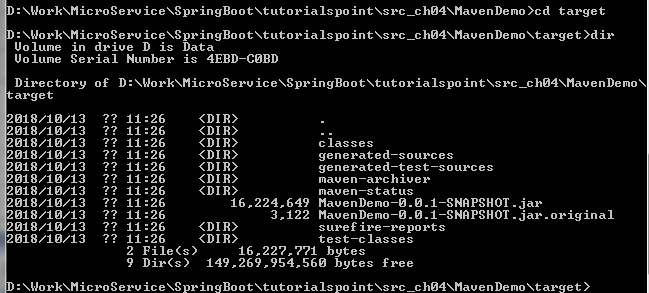 D:\Work\MicroService\SpringBoot\tutorialspoint\src_ch04\MavenDemo>cd target
D:\Work\MicroService\SpringBoot\tutorialspoint\src_ch04\MavenDemo\target>dir
Volume in drive D is Data
Volume Serial Number is 4EBD-C0BD
Directory of D:\Work\MicroService\SpringBoot\tutorialspoint\src_ch04\MavenDemo\
target
2018/10/13 ?? 11:26 <DIR> .
2018/10/13 ?? 11:26 <DIR> ..
2018/10/13 ?? 11:26 <DIR> classes
2018/10/13 ?? 11:26 <DIR> generated-sources
2018/10/13 ?? 11:26 <DIR> generated-test-sources
2018/10/13 ?? 11:26 <DIR> maven-archiver
2018/10/13 ?? 11:26 <DIR> maven-status
2018/10/13 ?? 11:26 16,224,649 MavenDemo-0.0.1-SNAPSHOT.jar
2018/10/13 ?? 11:26 3,122 MavenDemo-0.0.1-SNAPSHOT.jar.original
2018/10/13 ?? 11:26 <DIR> surefire-reports
2018/10/13 ?? 11:26 <DIR> test-classes
2 File(s) 16,227,771 bytes
9 Dir(s) 149,269,954,560 bytes free
D:\Work\MicroService\SpringBoot\tutorialspoint\src_ch04\MavenDemo\target>